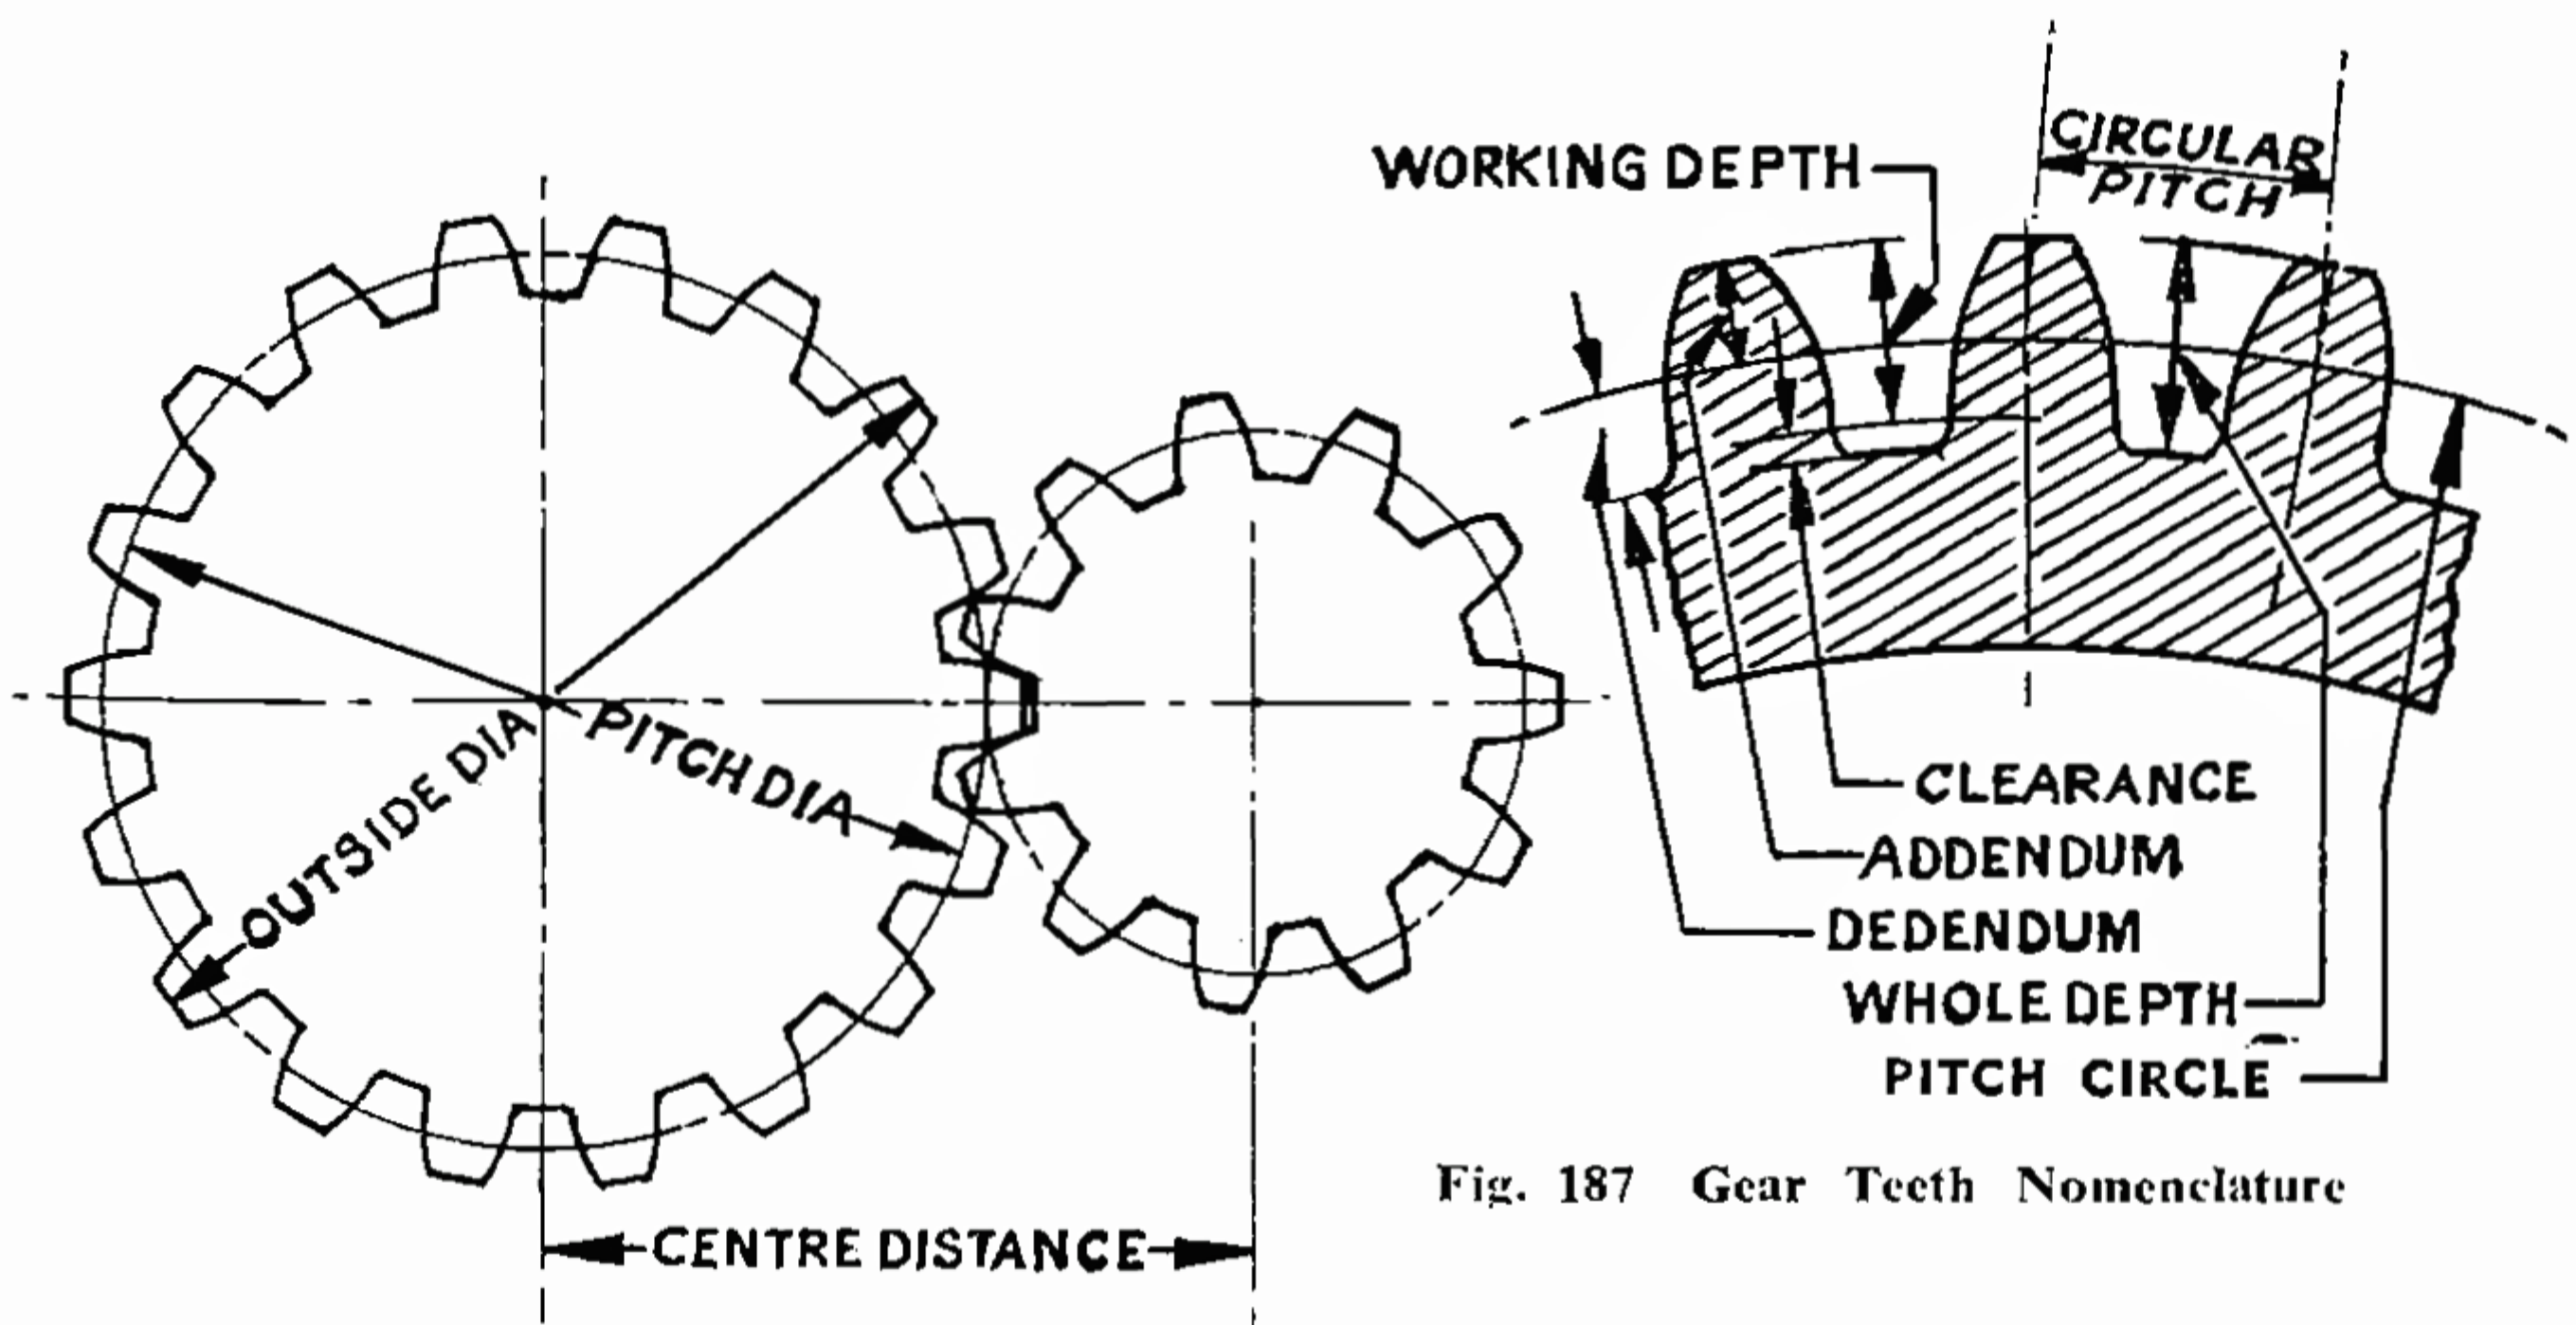 WORKING DEPTH
CIRCULAR
PITCH
PITCH DIA
OUTSIDE DIA
CLEARANCE
ADDENDUM
DEDENDUM
WHOLE DEPTH
PITCH CIRCLE
Fig. 187 Gear Teeth Nomenclature
CENTRE DISTANCE